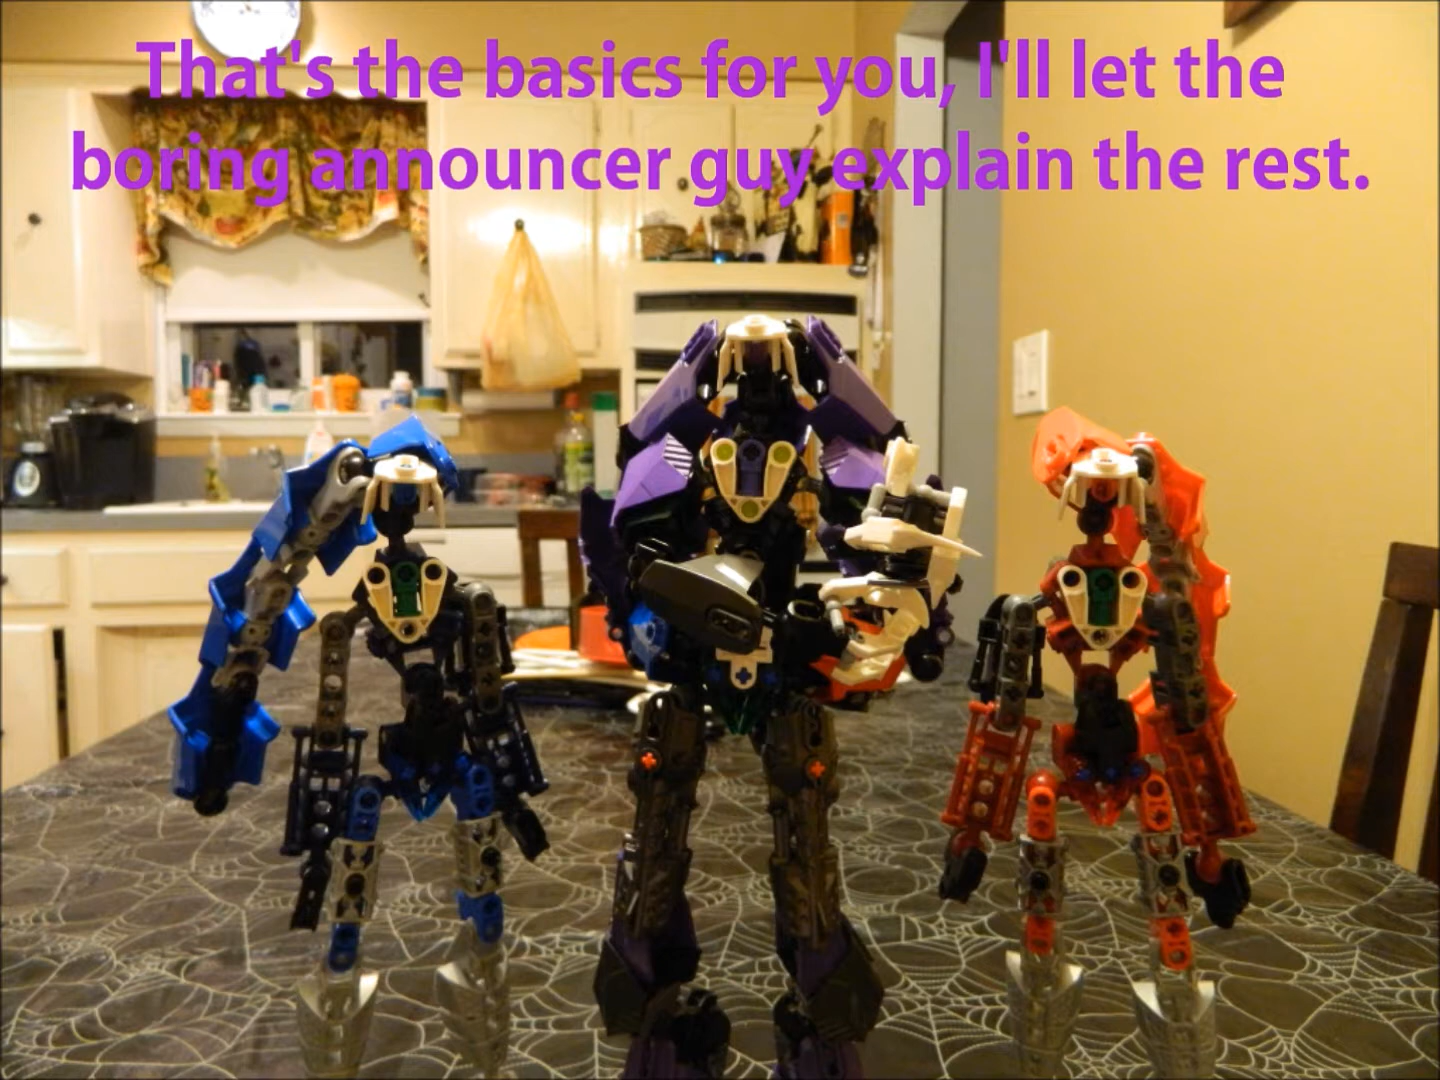 That's the basics for you, I'll let the
boring announcer guy explain the rest.